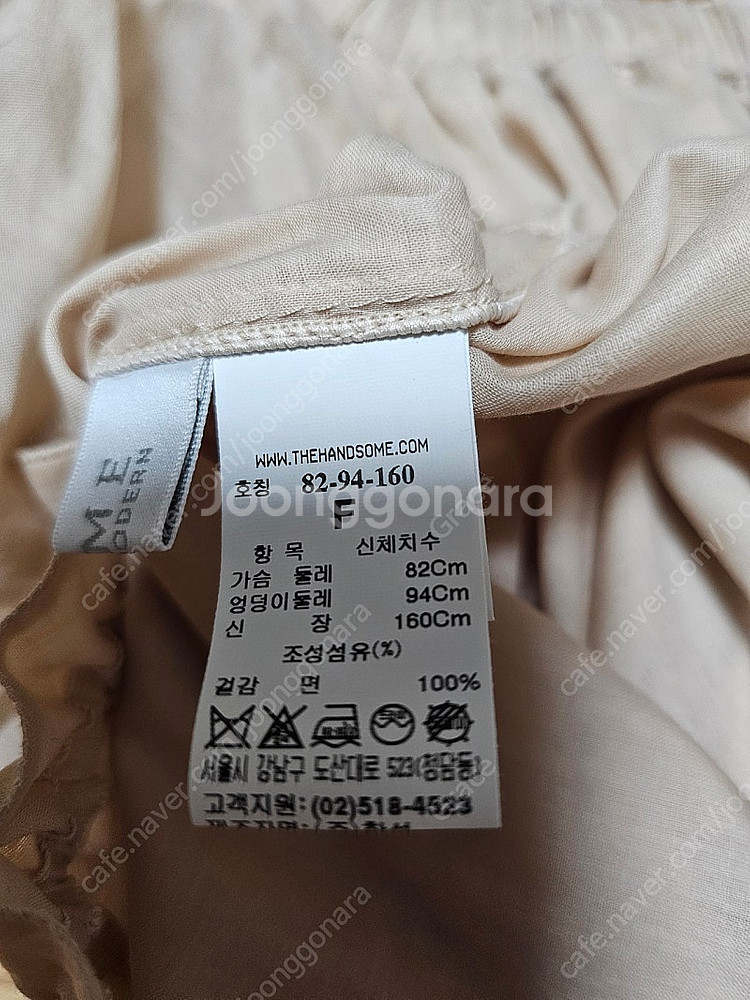 WWW.THEHANDSOME.COM
호칭 82-94-160
F
항 목 신체치수
가슴 둘레 82Cm
엉덩이둘레 94Cm
신 장 160Cm
조성섬유(%)
겉감 면 100%
서울시 강남구 도산대로 523(청담동)
고객지원: (02)518-4523
ME
MODERN
Joonggonara
cafe.naver.com/joonggonara